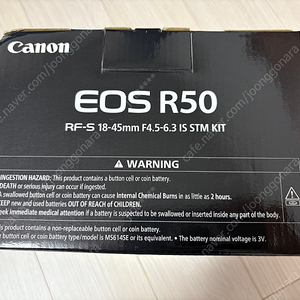 Canon
EOS R50
RF-S 18-45mm F4.5-6.3 IS STM KIT
⚠ WARNING
INGESTION HAZARD: This product contains a button cell or coin battery.
DEATH or serious injury can occur if ingested.
A swallowed button cell or coin battery can cause Internal Chemical Burns in as little as 2 hours.
KEEP new and used batteries OUT OF REACH of CHILDREN.
Seek immediate medical attention if a battery is suspected to be swallowed or inserted inside any part of the body.
This product contains a non-replaceable button cell or coin battery.
cell or coin battery type/model is MS614SE or its equivalent. • The battery nominal voltage is 3V.